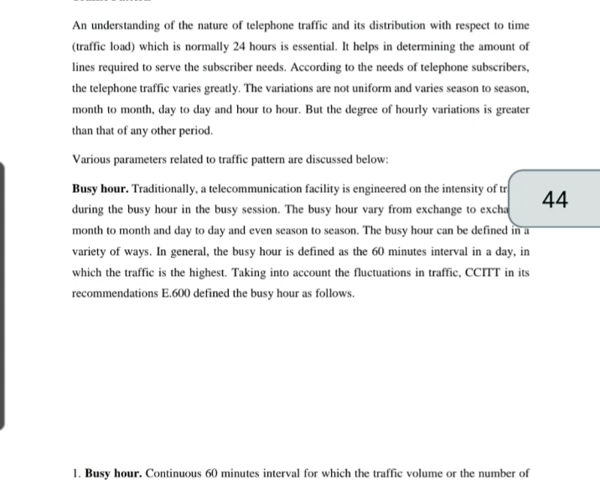 An understanding of the nature of telephone traffic and its distribution with respect to time
(traffic load) which is normally 24 hours is essential. It helps in determining the amount of
lines required to serve the subscriber needs. According to the needs of telephone subscribers,
the telephone traffic varies greatly. The variations are not uniform and varies season to season,
month to month, day to day and hour to hour. But the degree of hourly variations is greater
than that of any other period.
Various parameters related to traffic pattern are discussed below:
Busy hour. Traditionally, a telecommunication facility is engineered on the intensity of tr
during the busy hour in the busy session. The busy hour vary from exchange to excha
44
month to month and day to day and even season to season. The busy hour can be defined in a
variety of ways. In general, the busy hour is defined as the 60 minutes interval in a day, in
which the traffic is the highest. Taking into account the fluctuations in traffic, CCITT in its
recommendations E.600 defined the busy hour as follows.
1. Busy hour. Continuous 60 minutes interval for which the traffic volume or the number of